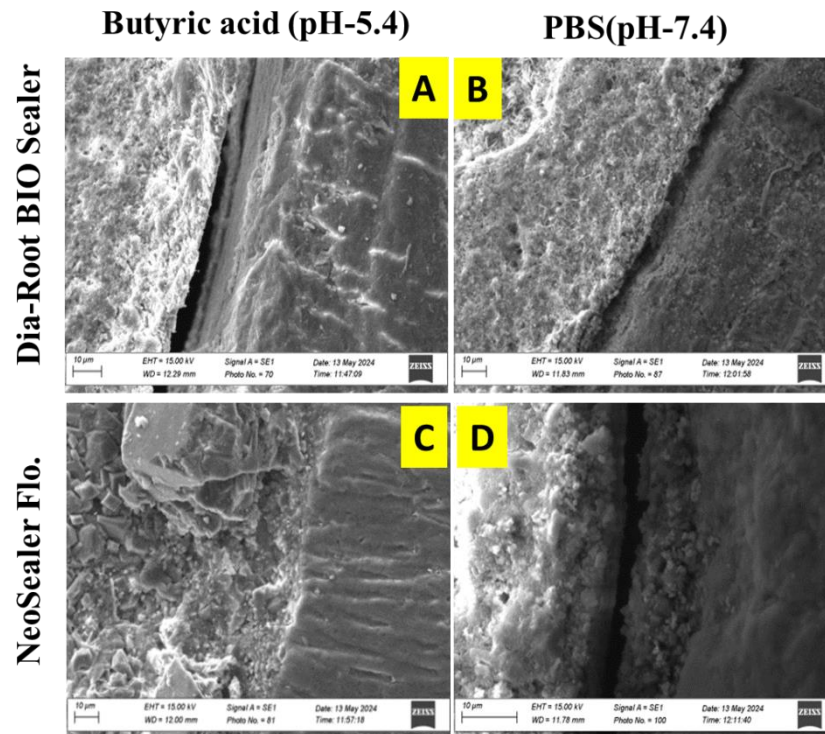 Butyric acid (pH-5.4)
PBS(pH-7.4)
Dia-Root BIO Sealer
A
10 µm
EHT = 15.00 kV
WD = 12.29 mm
Signal A = SE1
Photo No. = 70
Date: 13 May 2024
Time: 11:47:09
ZEISS
B
10 µm
EHT = 15.00 kV
WD = 11.83 mm
Signal A = SE1
Photo No. = 87
Date: 13 May 2024
Time: 12:01:58
ZEISS
NeoSealer Flo.
C
10 µm
EHT = 15.00 kV
WD = 12.00 mm
Signal A = SE1
Photo No. = 81
Date: 13 May 2024
Time: 11:57:18
ZEISS
D
10 µm
EHT = 15.00 kV
WD = 11.78 mm
Signal A = SE1
Photo No. = 100
Date: 13 May 2024
Time: 12:11:40
ZEISS